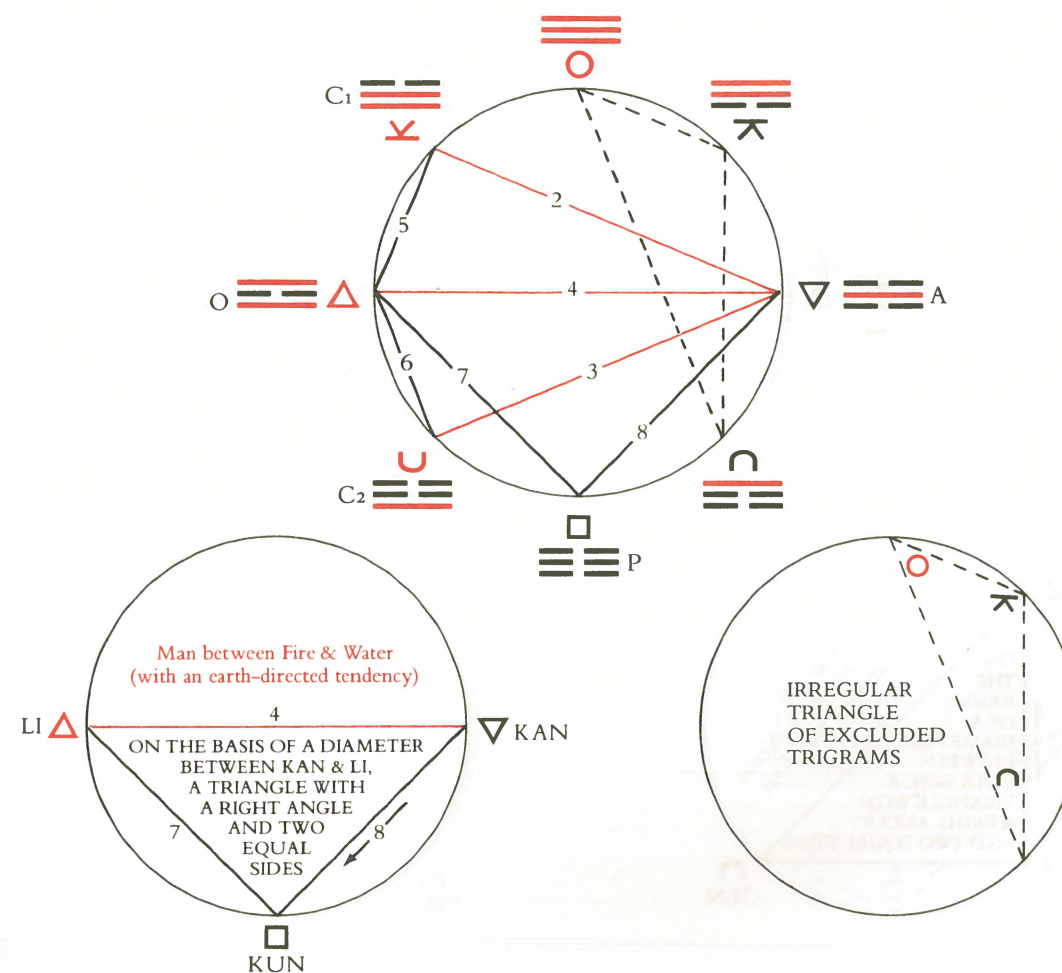 C1
2
5
O
4
A
6
7
3
8
C2
P
Man between Fire & Water
(with an earth-directed tendency)
LI
4
KAN
ON THE BASIS OF A DIAMETER
BETWEEN KAN & LI,
A TRIANGLE WITH
A RIGHT ANGLE
AND TWO
EQUAL
SIDES
7
8
KUN
IRREGULAR
TRIANGLE
OF EXCLUDED
TRIGRAMS